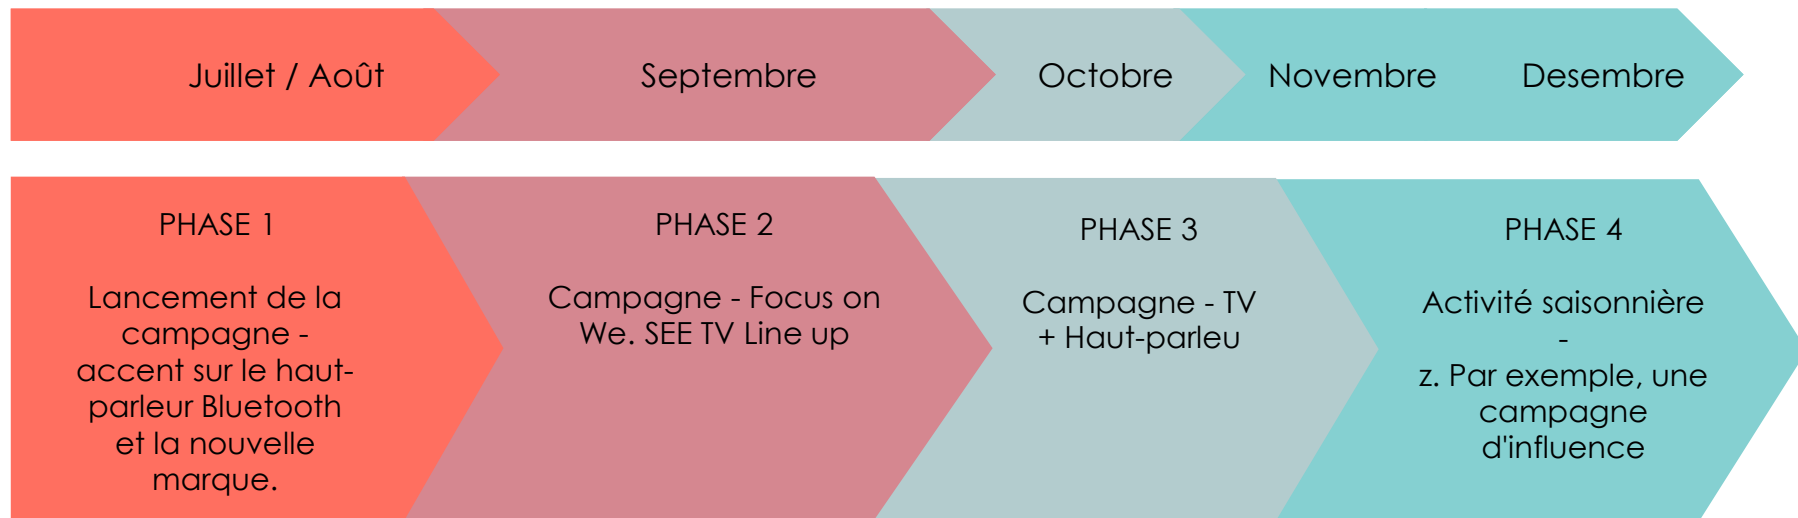 Juillet / Août
Septembre
Octobre
Novembre
Desembre
PHASE 1
Lancement de la
campagne -
accent sur le haut-
parleur Bluetooth
et la nouvelle
marque.
PHASE 2
Campagne - Focus on
We. SEE TV Line up
PHASE 3
Campagne - TV
+ Haut-parleu
PHASE 4
Activité saisonnière
-
z. Par exemple, une
campagne
d'influence